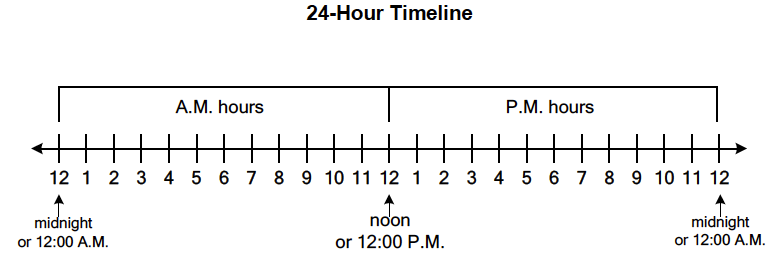 24-Hour Timeline
A.M. hours P.M. hours
12 1 2 3 4 5 6 7 8 9 10 11 12 1 2 3 4 5 6 7 8 9 10 11 12
midnight
or 12:00 A.M.
noon
or 12:00 P.M.
midnight
or 12:00 A.M.